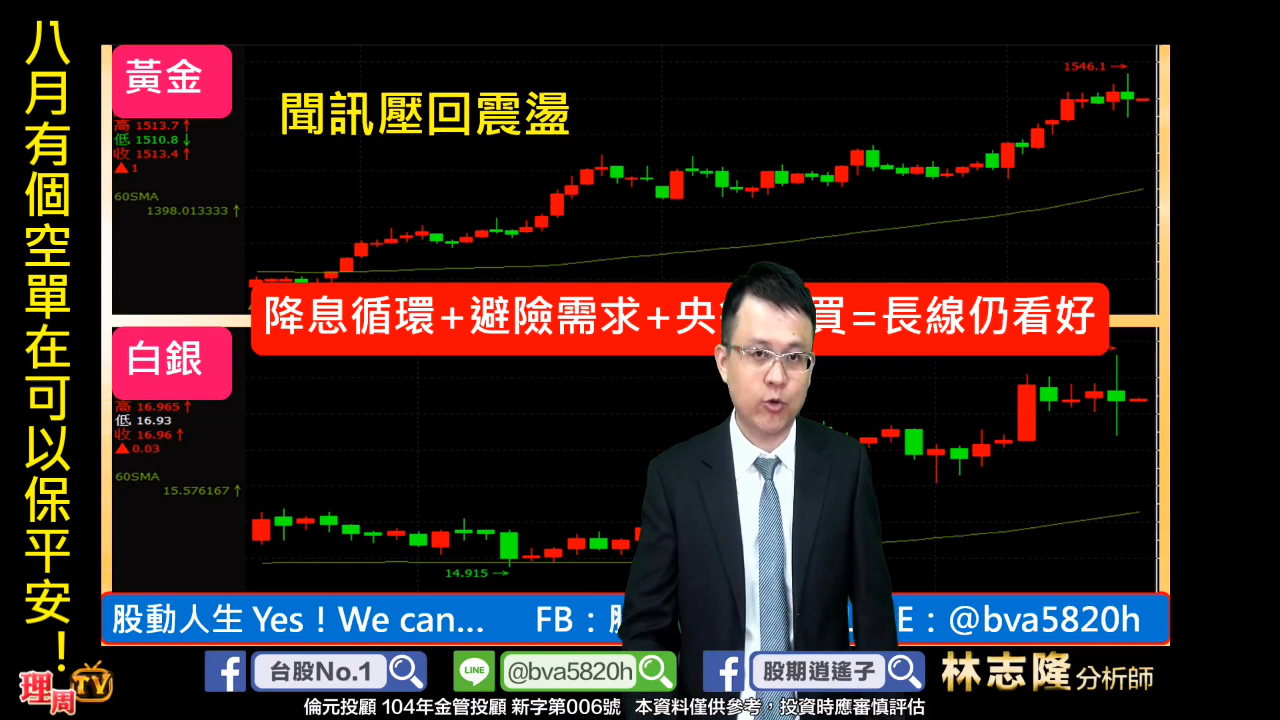 八月有個空單在可以保平安！
黃金
高 1513.7 ↑
低 1510.8 ↓
收 1513.4 ↑
▲1
60SMA
1398.013333 ↑
聞訊壓回震盪
1546.1 →
降息循環+避險需求+央 買=長線仍看好
白銀
高 16.965 ↑
低 16.93
收 16.96 ↑
▲0.03
60SMA
15.576167 ↑
14.915 →
股動人生 Yes！We can... FB： E：@bva5820h
台股No.1
LINE
@bva5820h
股期逍遙子
林志隆 分析師
理周TV
倫元投顧 104年金管投顧 新字第006號 本資料僅供參考，投資時應審慎評估